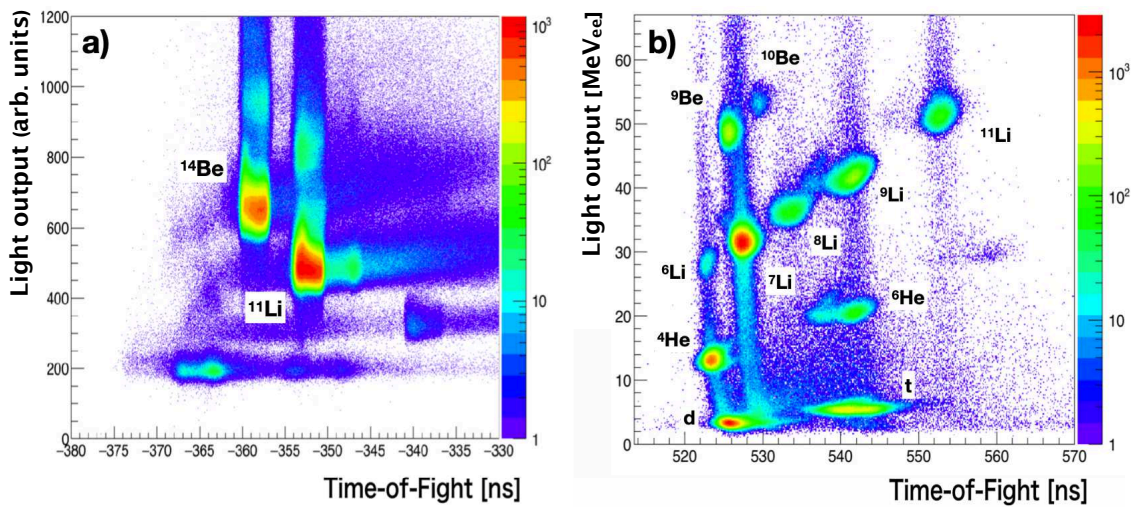 a)
Light output (arb. units)
1200
1000
800
600
400
200
0
¹⁴Be
¹¹Li
−380 −375 −370 −365 −360 −355 −350 −345 −340 −335 −330
Time-of-Fight [ns]
10³
10²
10
1
b)
Light output [MeVₑₑ]
60
50
40
30
20
10
0
¹⁰Be
⁹Be
¹¹Li
⁹Li
⁸Li
⁶Li
⁷Li
⁶He
⁴He
t
d
520 530 540 550 560 570
Time-of-Fight [ns]
10³
10²
10
1